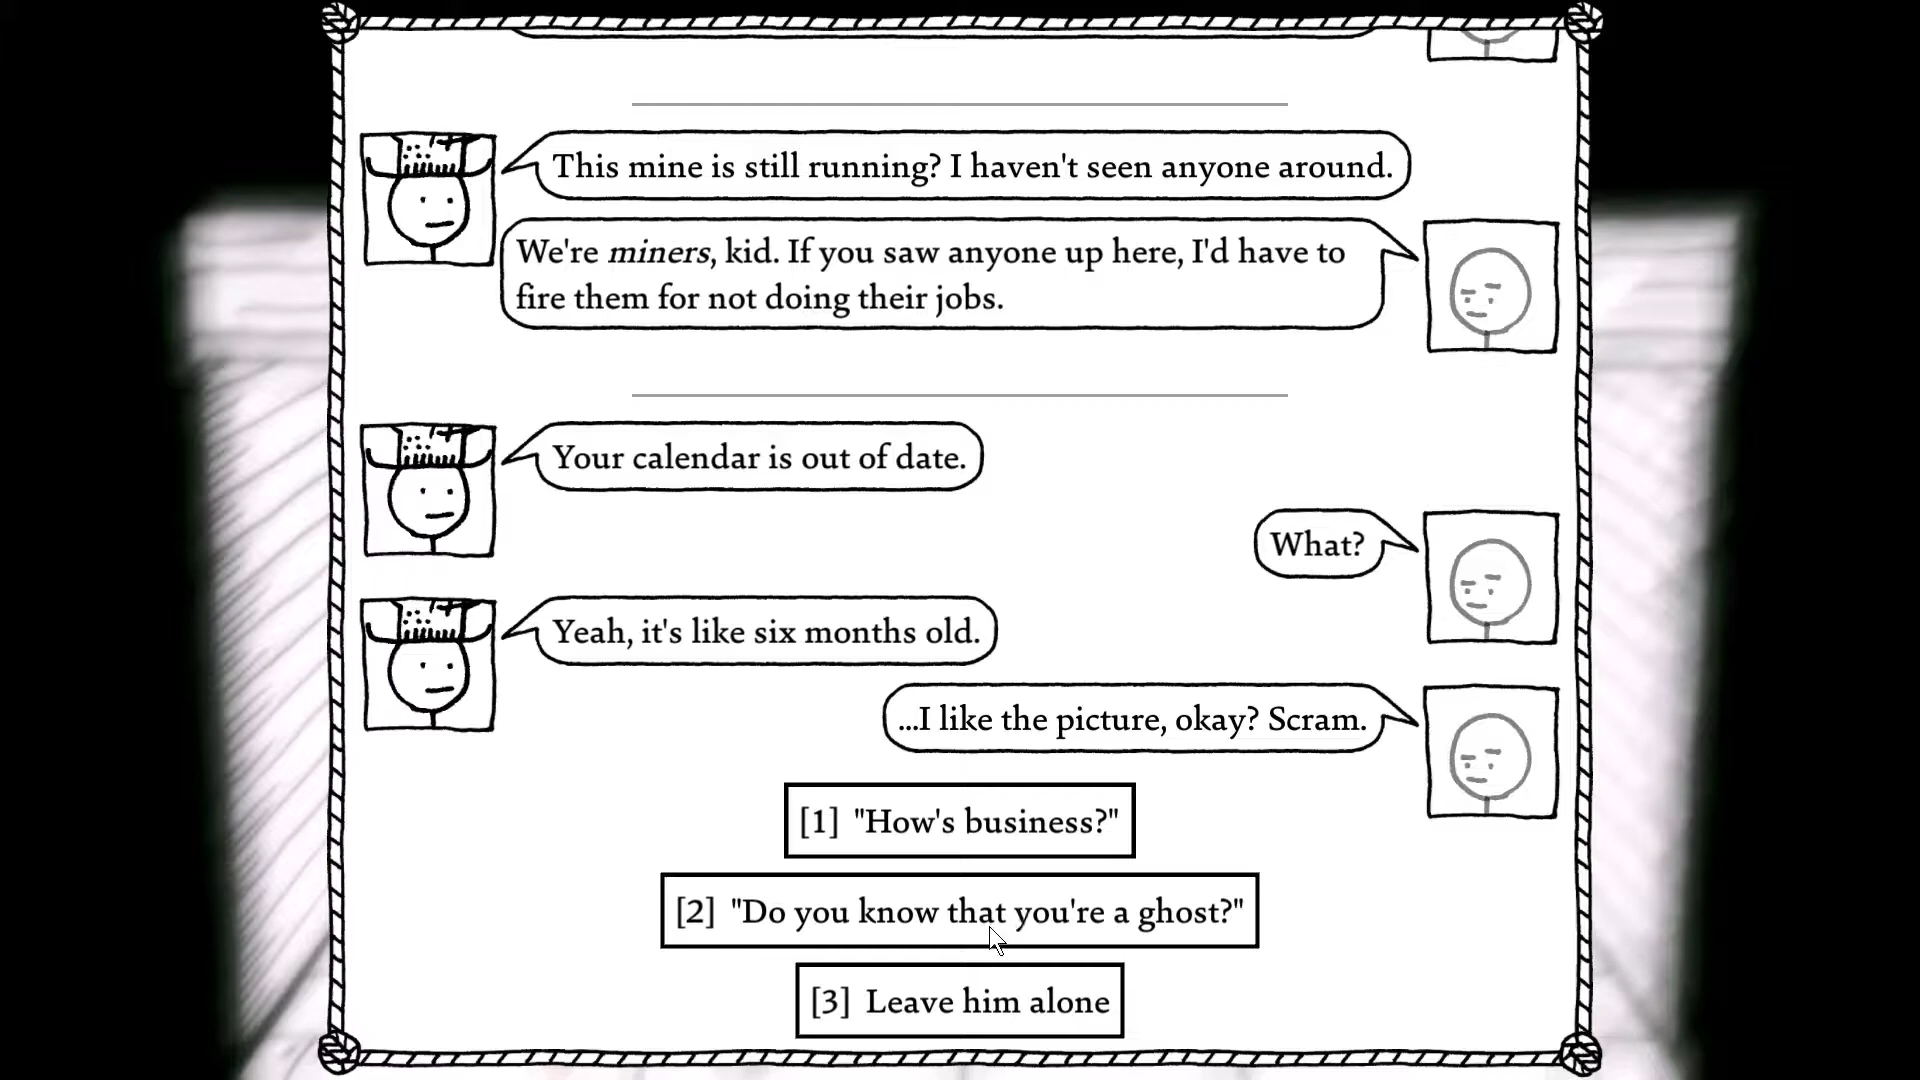 This mine is still running? I haven't seen anyone around.
We're miners, kid. If you saw anyone up here, I'd have to
fire them for not doing their jobs.
Your calendar is out of date.
What?
Yeah, it's like six months old.
...I like the picture, okay? Scram.
[1] "How's business?"
[2] "Do you know that you're a ghost?"
[3] Leave him alone